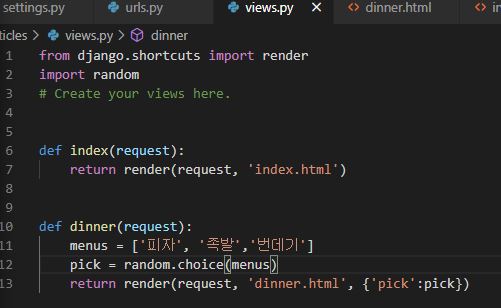 settings.py urls.py views.py × dinner.html
ticles > views.py > dinner
1 from django.shortcuts import render
2 import random
3 # Create your views here.
4
5
6 def index(request):
7 return render(request, 'index.html')
8
9
10 def dinner(request):
11 menus = ['피자', '족발','번데기']
12 pick = random.choice(menus)
13 return render(request, 'dinner.html', {'pick':pick})